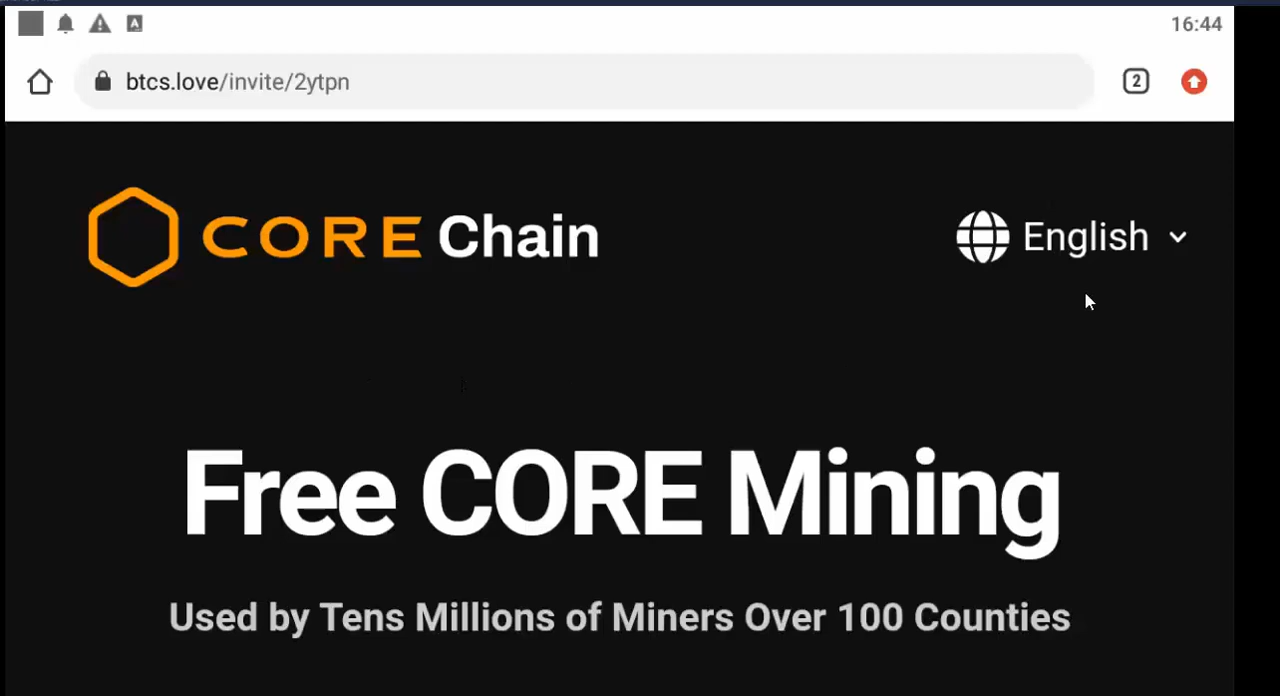 16:44
btcs.love/invite/2ytpn
2
CORE Chain
English
Free CORE Mining
Used by Tens Millions of Miners Over 100 Counties